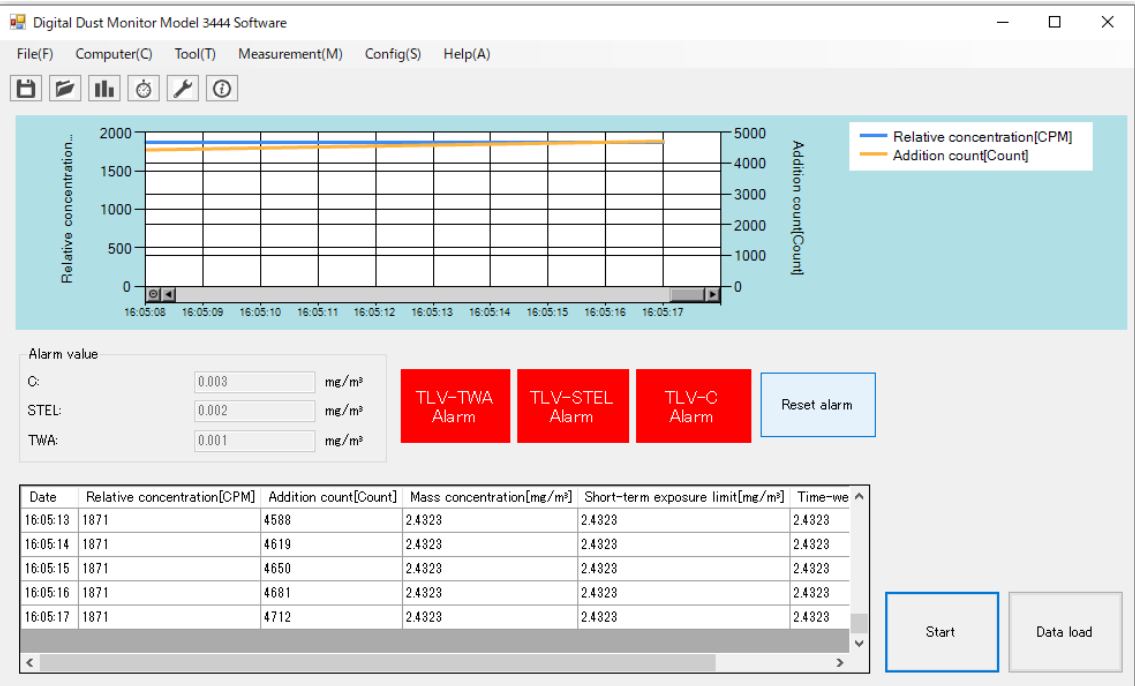 Digital Dust Monitor Model 3444 Software
File(F) Computer(C) Tool(T) Measurement(M) Config(S) Help(A)
Relative concentration...
2000
1500
1000
500
0
5000
4000
3000
2000
1000
0
Addition count[Count]
Relative concentration[CPM]
Addition count[Count]
16:05:08 16:05:09 16:05:10 16:05:11 16:05:12 16:05:13 16:05:14 16:05:15 16:05:16 16:05:17
Alarm value
C: 0.003 mg/m³
STEL: 0.002 mg/m³
TWA: 0.001 mg/m³
TLV-TWA
Alarm
TLV-STEL
Alarm
TLV-C
Alarm
Reset alarm
Date Relative concentration[CPM] Addition count[Count] Mass concentration[mg/m³] Short-term exposure limit[mg/m³] Time-we
16:05:13 1871 4588 2.4323 2.4323 2.4323
16:05:14 1871 4619 2.4323 2.4323 2.4323
16:05:15 1871 4650 2.4323 2.4323 2.4323
16:05:16 1871 4681 2.4323 2.4323 2.4323
16:05:17 1871 4712 2.4323 2.4323 2.4323
Start
Data load